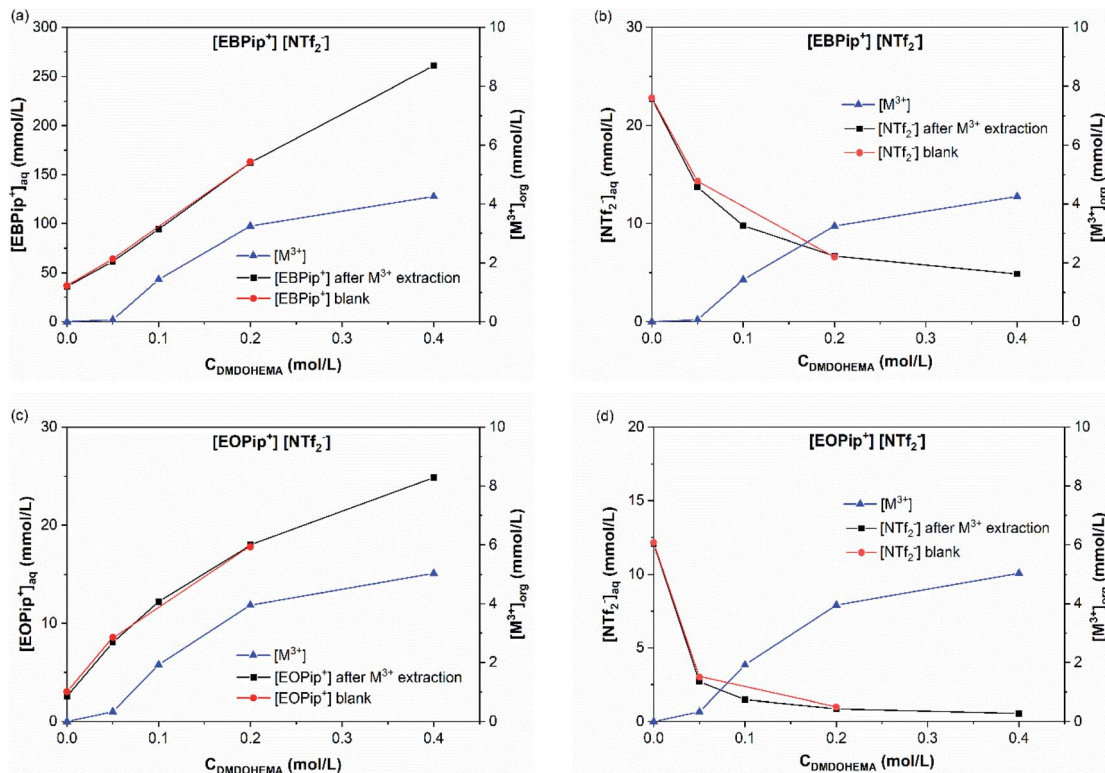 (a)
[EBPip⁺] [NTf₂⁻]
300
250
200
150
100
50
0
[EBPip⁺]aq (mmol/L)
10
8
6
4
2
0
[M³⁺]org (mmol/L)
[M³⁺]
[EBPip⁺] after M³⁺ extraction
[EBPip⁺] blank
0.0 0.1 0.2 0.3 0.4
C_DMDOHEMA (mol/L)
(b)
[EBPip⁺] [NTf₂⁻]
30
20
10
0
[NTf₂⁻]aq (mmol/L)
10
8
6
4
2
0
[M³⁺]org (mmol/L)
[M³⁺]
[NTf₂⁻] after M³⁺ extraction
[NTf₂⁻] blank
0.0 0.1 0.2 0.3 0.4
C_DMDOHEMA (mol/L)
(c)
[EOPip⁺] [NTf₂⁻]
30
20
10
0
[EOPip⁺]aq (mmol/L)
10
8
6
4
2
0
[M³⁺]org (mmol/L)
[M³⁺]
[EOPip⁺] after M³⁺ extraction
[EOPip⁺] blank
0.0 0.1 0.2 0.3 0.4
C_DMDOHEMA (mol/L)
(d)
[EOPip⁺] [NTf₂⁻]
20
15
10
5
0
[NTf₂⁻]aq (mmol/L)
10
8
6
4
2
0
[M³⁺]org (mmol/L)
[M³⁺]
[NTf₂⁻] after M³⁺ extraction
[NTf₂⁻] blank
0.0 0.1 0.2 0.3 0.4
C_DMDOHEMA (mol/L)